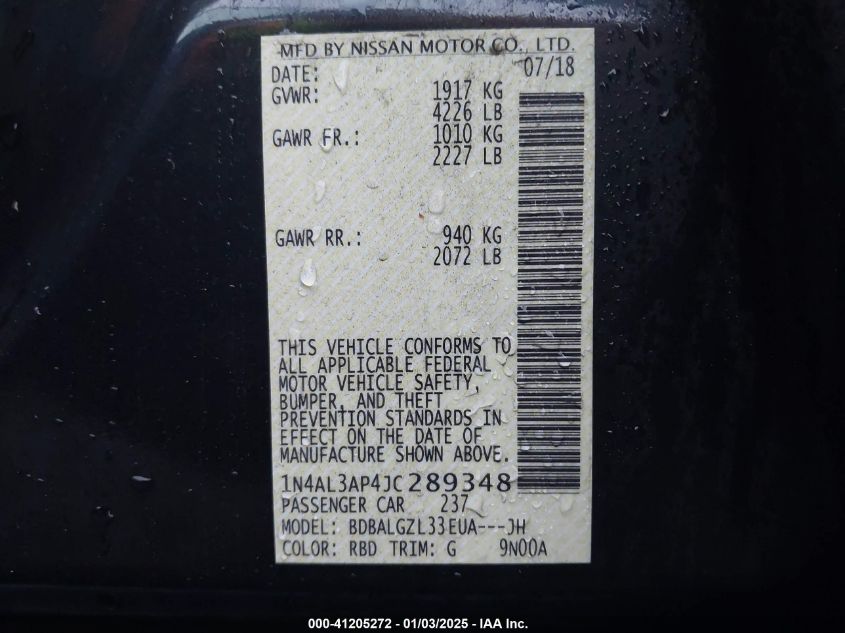 MFD BY NISSAN MOTOR CO., LTD.
DATE: 07/18
GVWR: 1917 KG
4226 LB
GAWR FR.: 1010 KG
2227 LB
GAWR RR.: 940 KG
2072 LB
THIS VEHICLE CONFORMS TO
ALL APPLICABLE FEDERAL
MOTOR VEHICLE SAFETY,
BUMPER, AND THEFT
PREVENTION STANDARDS IN
EFFECT ON THE DATE OF
MANUFACTURE SHOWN ABOVE.
1N4AL3AP4JC289348
PASSENGER CAR 237
MODEL: BDBALGZL33EUA---JH
COLOR: RBD TRIM: G 9N00A
000-41205272 - 01/03/2025 - IAA Inc.